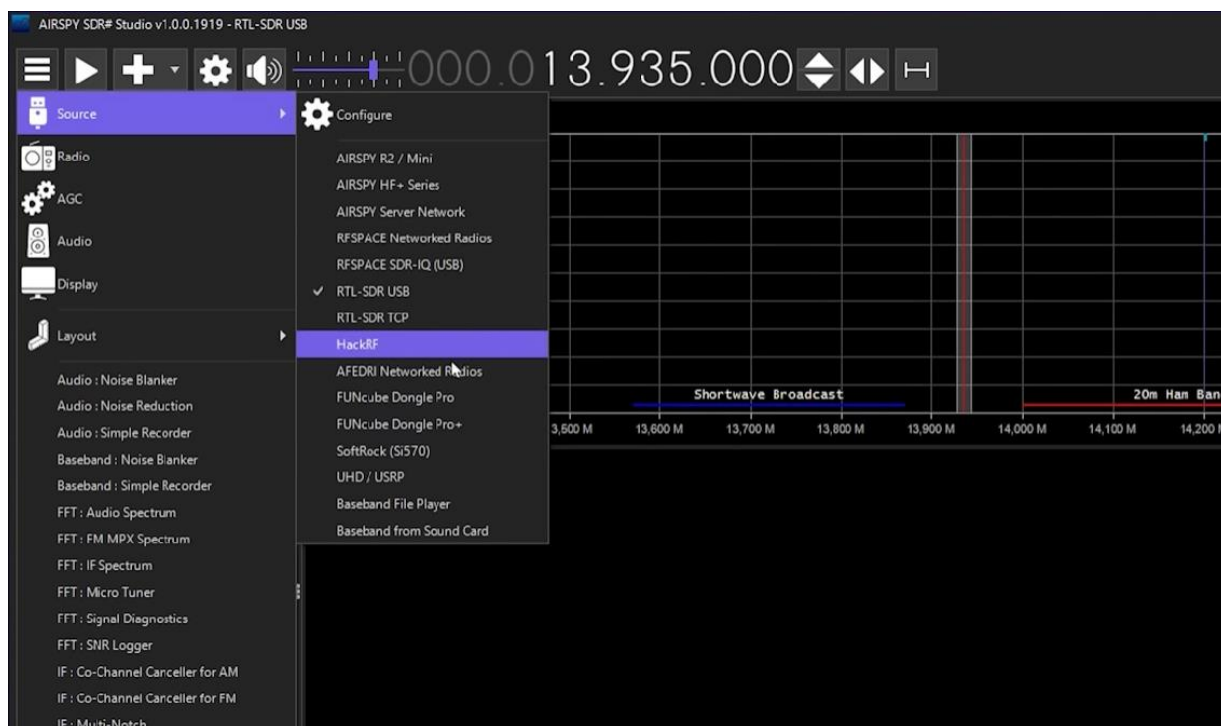 AIRSPY SDR# Studio v1.0.0.1919 - RTL-SDR USB
000.013.935.000
Source
Radio
AGC
Audio
Display
Layout
Audio : Noise Blanker
Audio : Noise Reduction
Audio : Simple Recorder
Baseband : Noise Blanker
Baseband : Simple Recorder
FFT : Audio Spectrum
FFT : FM MPX Spectrum
FFT : IF Spectrum
FFT : Micro Tuner
FFT : Signal Diagnostics
FFT : SNR Logger
IF : Co-Channel Canceller for AM
IF : Co-Channel Canceller for FM
IF : Multi-Notch
Configure
AIRSPY R2 / Mini
AIRSPY HF+ Series
AIRSPY Server Network
RFSPACE Networked Radios
RFSPACE SDR-IQ (USB)
RTL-SDR USB
RTL-SDR TCP
HackRF
AFEDRI Networked Radios
FUNcube Dongle Pro
FUNcube Dongle Pro+
SoftRock (Si570)
UHD / USRP
Baseband File Player
Baseband from Sound Card
Shortwave Broadcast
20m Ham Ban
3,500 M 13,600 M 13,700 M 13,800 M 13,900 M 14,000 M 14,100 M 14,200